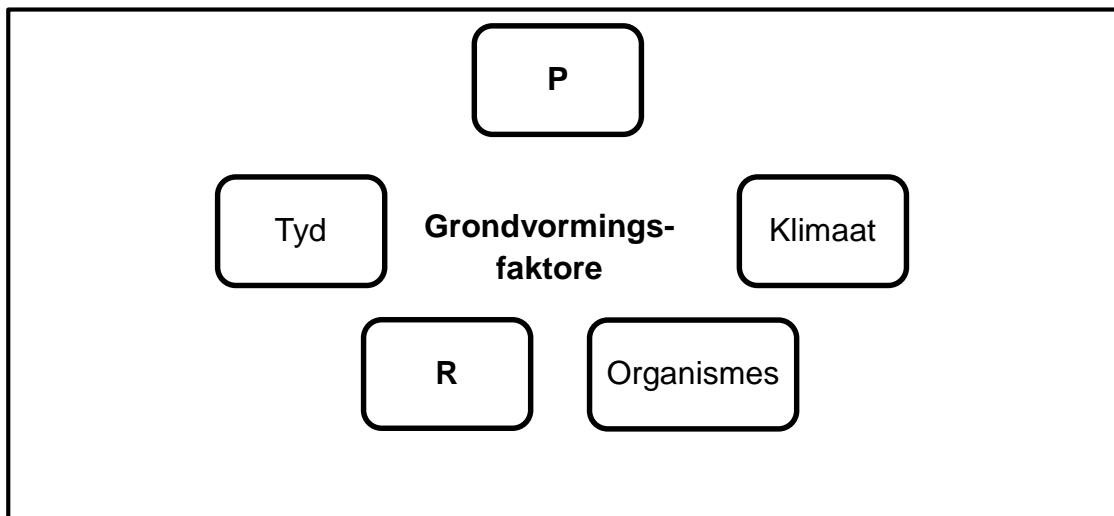 P
Tyd
Grondvormings-
faktore
Klimaat
R
Organismes